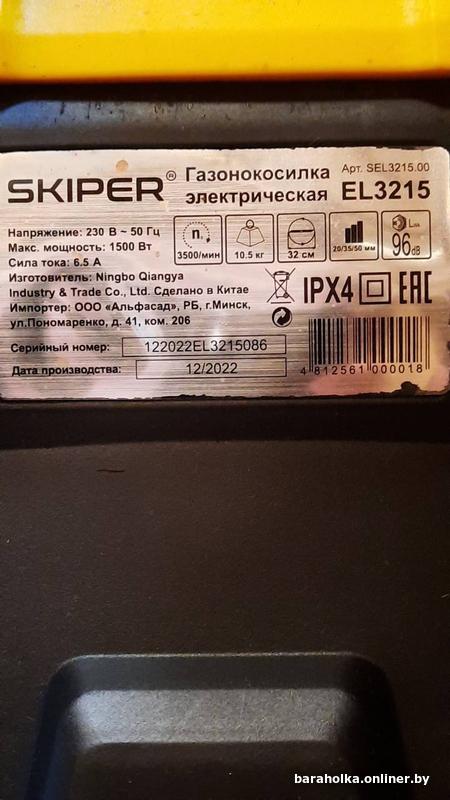 SKIPER®
Газонокосилка
электрическая
Арт. SEL3215.00
EL3215
Напряжение: 230 В ~ 50 Гц
Макс. мощность: 1500 Вт
Сила тока: 6.5 А
Изготовитель: Ningbo Qiangya
Industry & Trade Co., Ltd. Сделано в Китае
Импортер: ООО «Альфасад», РБ, г.Минск,
ул.Пономаренко, д. 41, ком. 206
n.
3500/мин
10.5 кг
32 см
20/35/50 мм
LWA
96dB
IPX4
EAC
Серийный номер: 122022EL3215086
Дата производства: 12/2022
4 812561 000018
baraholka.onliner.by